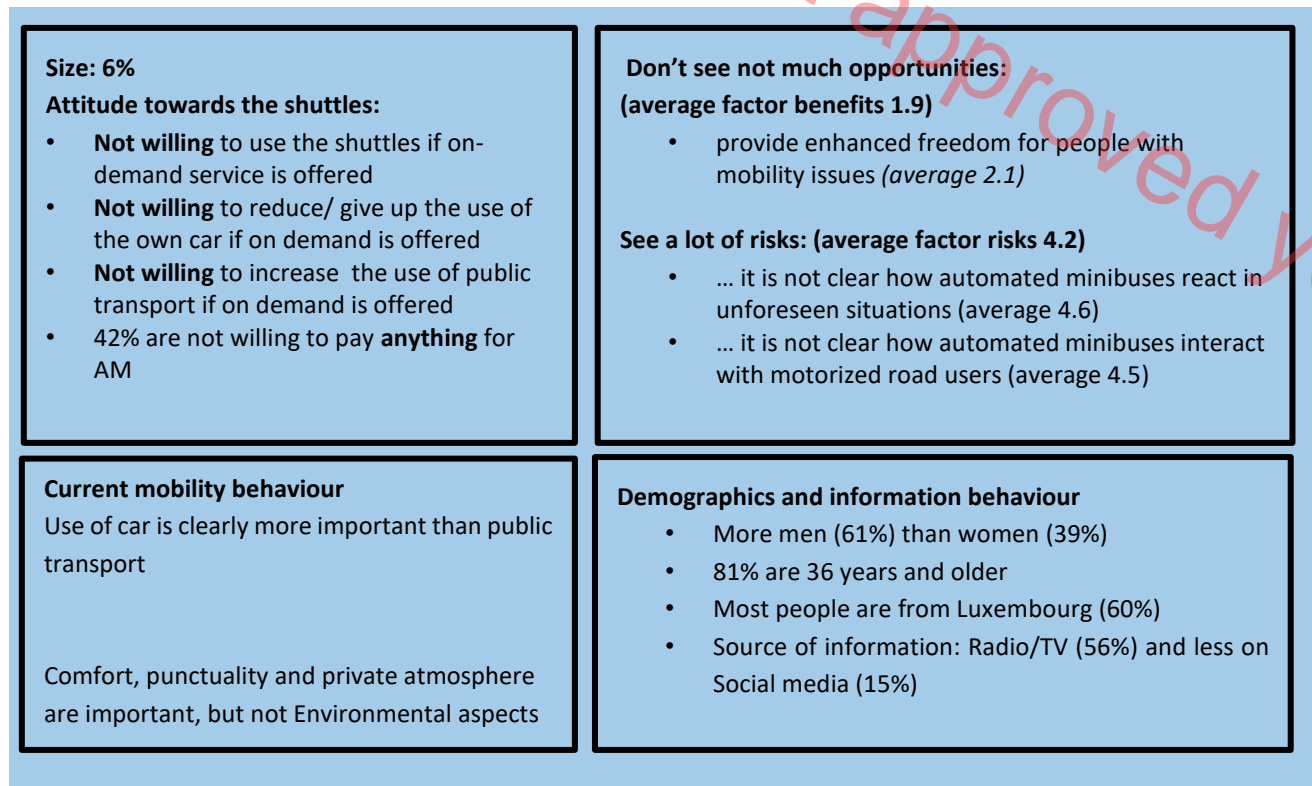 Size: 6%
Attitude towards the shuttles:
• Not willing to use the shuttles if on-
demand service is offered
• Not willing to reduce/ give up the use of
the own car if on demand is offered
• Not willing to increase the use of public
transport if on demand is offered
• 42% are not willing to pay anything for
AM
Don’t see not much opportunities:
(average factor benefits 1.9)
• provide enhanced freedom for people with
mobility issues (average 2.1)
See a lot of risks: (average factor risks 4.2)
• … it is not clear how automated minibuses react in
unforeseen situations (average 4.6)
• … it is not clear how automated minibuses interact
with motorized road users (average 4.5)
Current mobility behaviour
Use of car is clearly more important than public
transport
Comfort, punctuality and private atmosphere
are important, but not Environmental aspects
Demographics and information behaviour
• More men (61%) than women (39%)
• 81% are 36 years and older
• Most people are from Luxembourg (60%)
• Source of information: Radio/TV (56%) and less on
Social media (15%)
approved